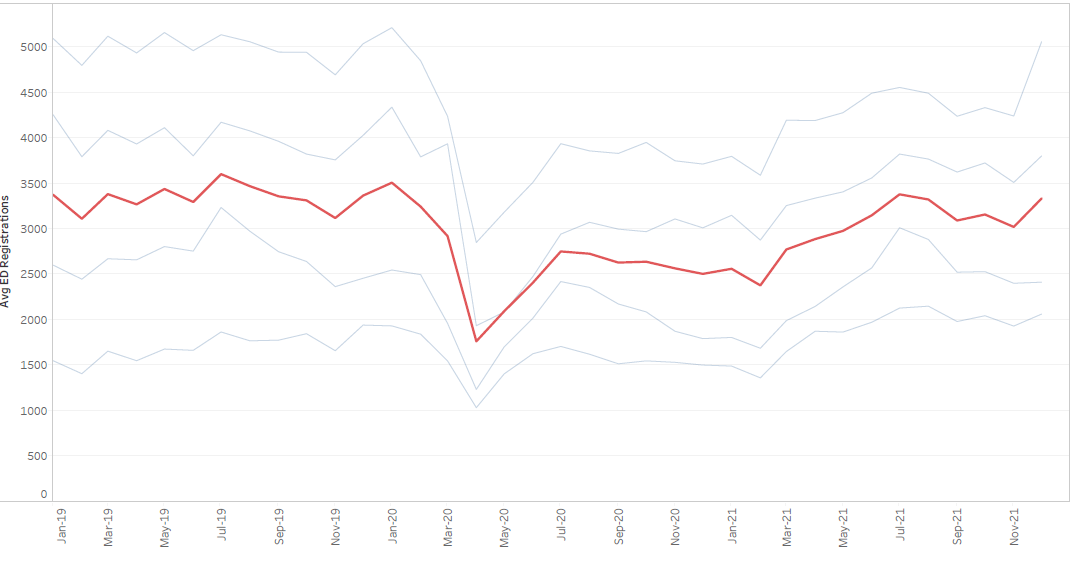 Avg ED Registrations
5000
4500
4000
3500
3000
2500
2000
1500
1000
500
0
Jan-19
Mar-19
May-19
Jul-19
Sep-19
Nov-19
Jan-20
Mar-20
May-20
Jul-20
Sep-20
Nov-20
Jan-21
Mar-21
May-21
Jul-21
Sep-21
Nov-21